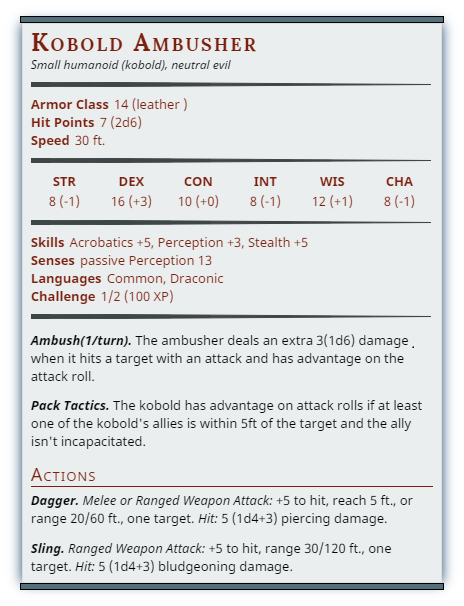 Kobold Ambusher
Small humanoid (kobold), neutral evil
Armor Class 14 (leather )
Hit Points 7 (2d6)
Speed 30 ft.
STR DEX CON INT WIS CHA
8 (-1) 16 (+3) 10 (+0) 8 (-1) 12 (+1) 8 (-1)
Skills Acrobatics +5, Perception +3, Stealth +5
Senses passive Perception 13
Languages Common, Draconic
Challenge 1/2 (100 XP)
Ambush(1/turn). The ambusher deals an extra 3(1d6) damage .
when it hits a target with an attack and has advantage on the
attack roll.
Pack Tactics. The kobold has advantage on attack rolls if at least
one of the kobold's allies is within 5ft of the target and the ally
isn't incapacitated.
Actions
Dagger. Melee or Ranged Weapon Attack: +5 to hit, reach 5 ft., or
range 20/60 ft., one target. Hit: 5 (1d4+3) piercing damage.
Sling. Ranged Weapon Attack: +5 to hit, range 30/120 ft., one
target. Hit: 5 (1d4+3) bludgeoning damage.